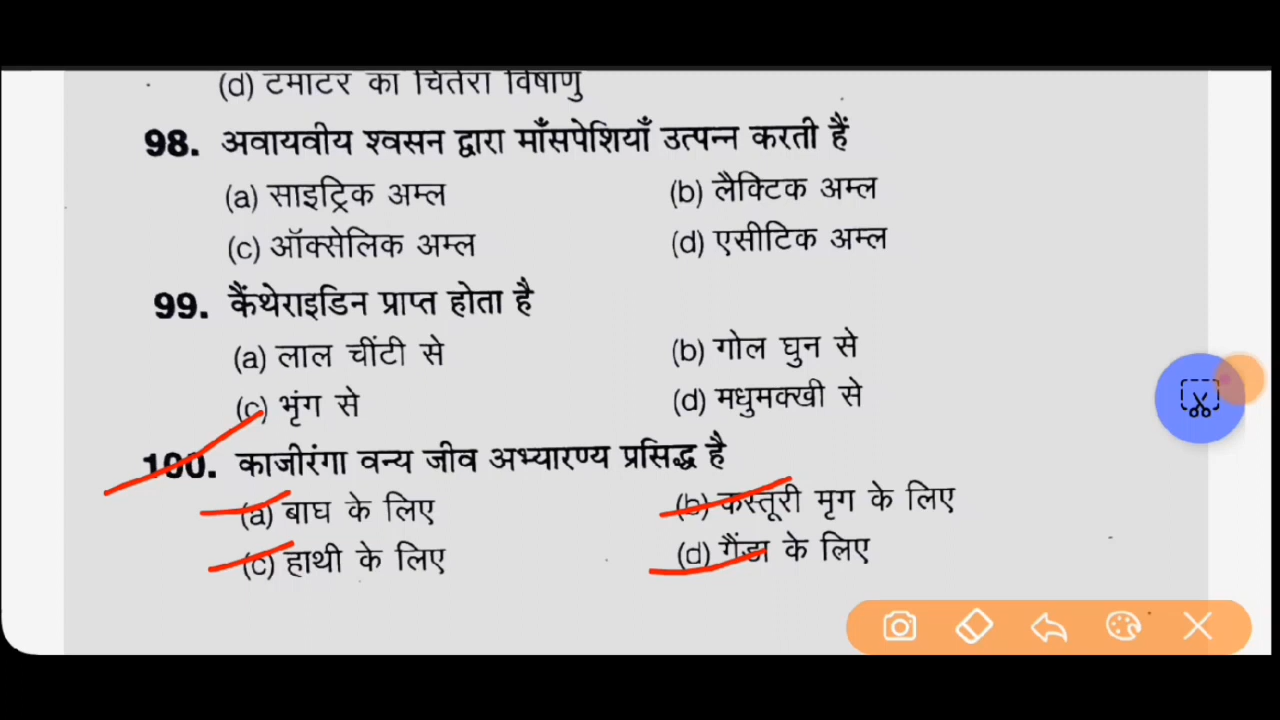 (d) टमाटर का चितेरा विषाणु
98. अवायवीय श्वसन द्वारा माँसपेशियाँ उत्पन्न करती हैं
(a) साइट्रिक अम्ल (b) लैक्टिक अम्ल
(c) ऑक्सेलिक अम्ल (d) एसीटिक अम्ल
99. कैंथेराइडिन प्राप्त होता है
(a) लाल चींटी से (b) गोल घुन से
(c) भृंग से (d) मधुमक्खी से
100. काजीरंगा वन्य जीव अभ्यारण्य प्रसिद्ध है
(a) बाघ के लिए (b) कस्तूरी मृग के लिए
(c) हाथी के लिए (d) गैंडा के लिए